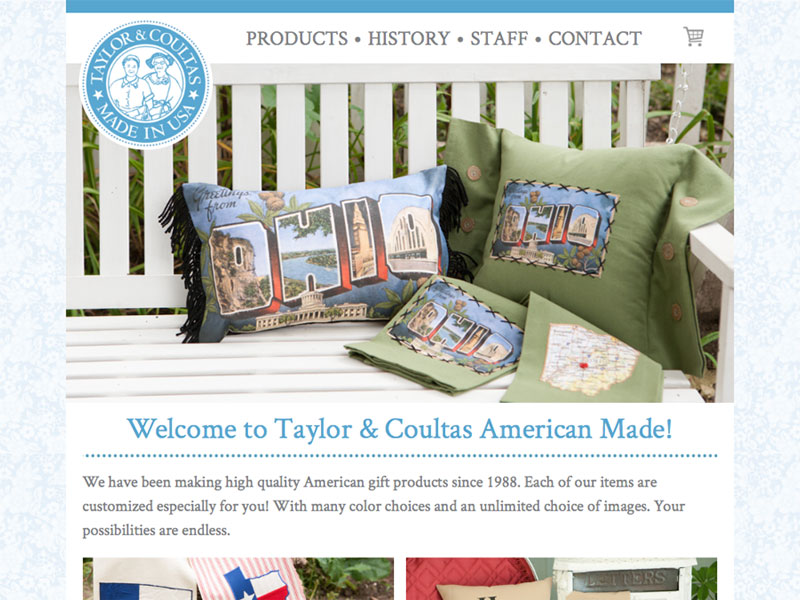 TAYLOR & COULTAS
MADE IN USA
PRODUCTS • HISTORY • STAFF • CONTACT
Greetings
from
OHIO
OHIO
OHIO
Welcome to Taylor & Coultas American Made!
We have been making high quality American gift products since 1988. Each of our items are
customized especially for you! With many color choices and an unlimited choice of images. Your
possibilities are endless.
LETTERS